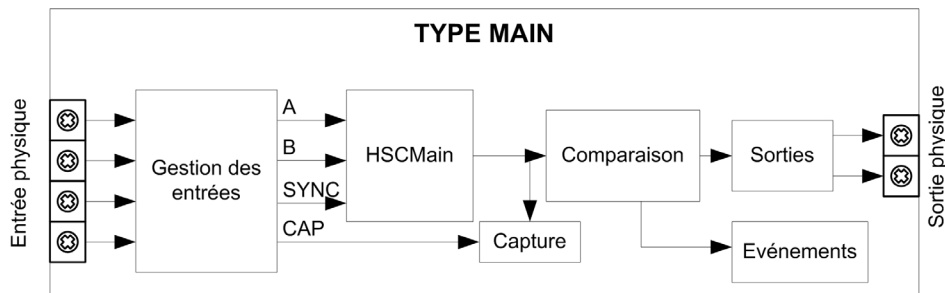 TYPE MAIN
Entrée physique
Gestion des
entrées
A
B
SYNC
CAP
HSCMain
Capture
Comparaison
Sorties
Evénements
Sortie physique